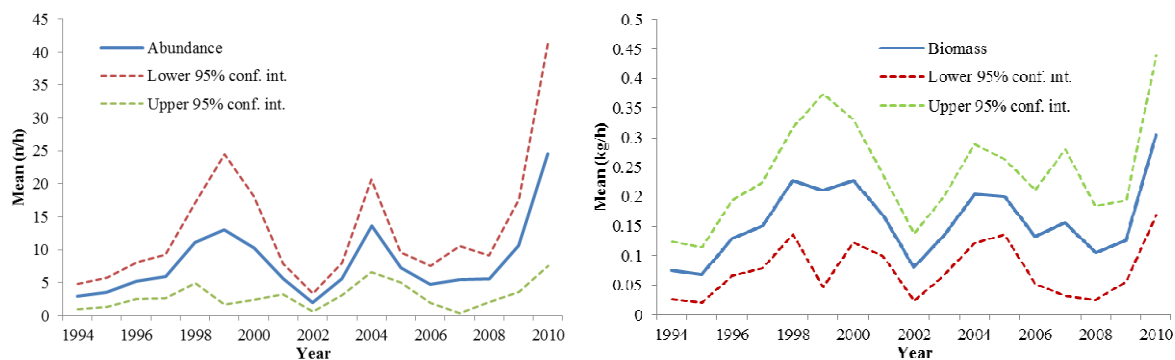 45
40
35
30
25
20
15
10
5
0
Mean (n/h)
Abundance
Lower 95% conf. int.
Upper 95% conf. int.
1994 1996 1998 2000 2002 2004 2006 2008 2010
Year
0.5
0.45
0.4
0.35
0.3
0.25
0.2
0.15
0.1
0.05
0
Mean (kg/h)
Biomass
Lower 95% conf. int.
Upper 95% conf. int.
1994 1996 1998 2000 2002 2004 2006 2008 2010
Year